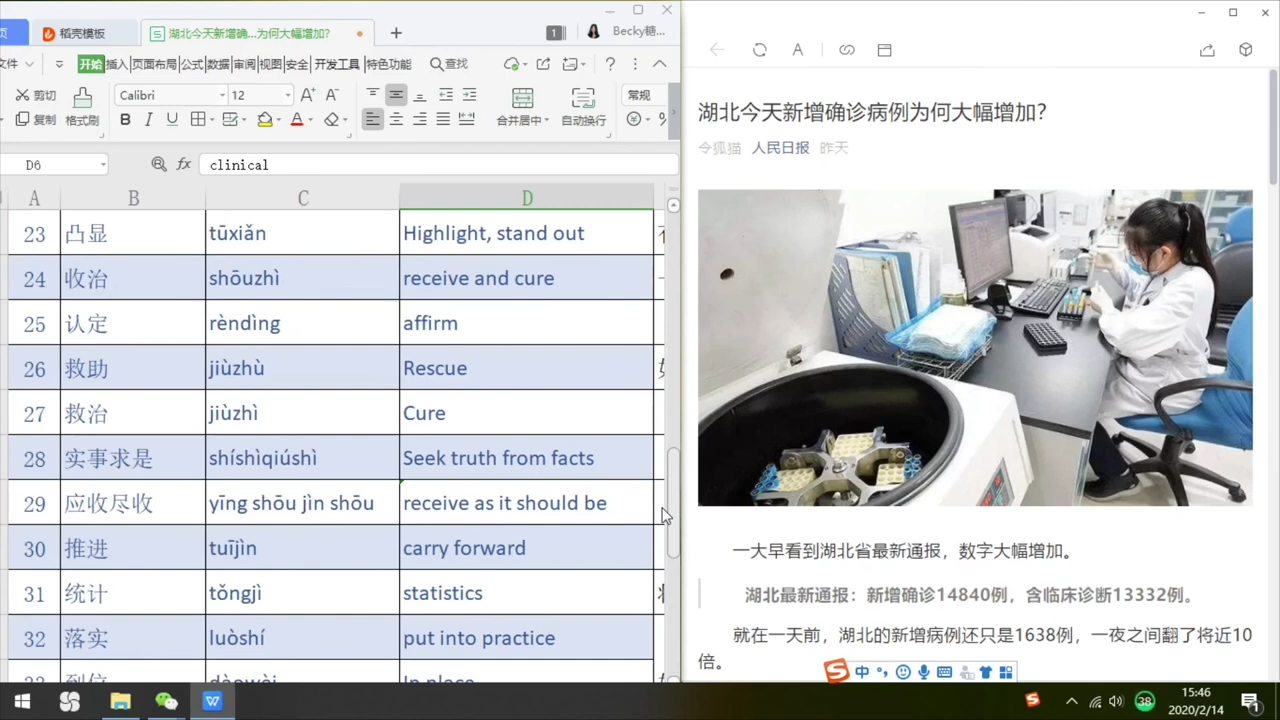 页
稻壳模板
湖北今天新增确...为何大幅增加?
1
Becky糖...
文件
开始 插入 页面布局 公式 数据 审阅 视图 安全 开发工具 特色功能
查找
剪切
复制
格式刷
Calibri
12
B I U
合并居中
自动换行
常规
D6
fx
clinical
A B C D
23 凸显 tūxiǎn Highlight, stand out
24 收治 shōuzhì receive and cure
25 认定 rèndìng affirm
26 救助 jiùzhù Rescue
27 救治 jiùzhì Cure
28 实事求是 shíshìqiúshì Seek truth from facts
29 应收尽收 yīng shōu jìn shōu receive as it should be
30 推进 tuījìn carry forward
31 统计 tǒngjì statistics
32 落实 luòshí put into practice
湖北今天新增确诊病例为何大幅增加?
令狐猫 人民日报 昨天
一大早看到湖北省最新通报，数字大幅增加。
湖北最新通报：新增确诊14840例，含临床诊断13332例。
就在一天前，湖北的新增病例还只是1638例，一夜之间翻了将近10
倍。
中
38
15:46
2020/2/14
1